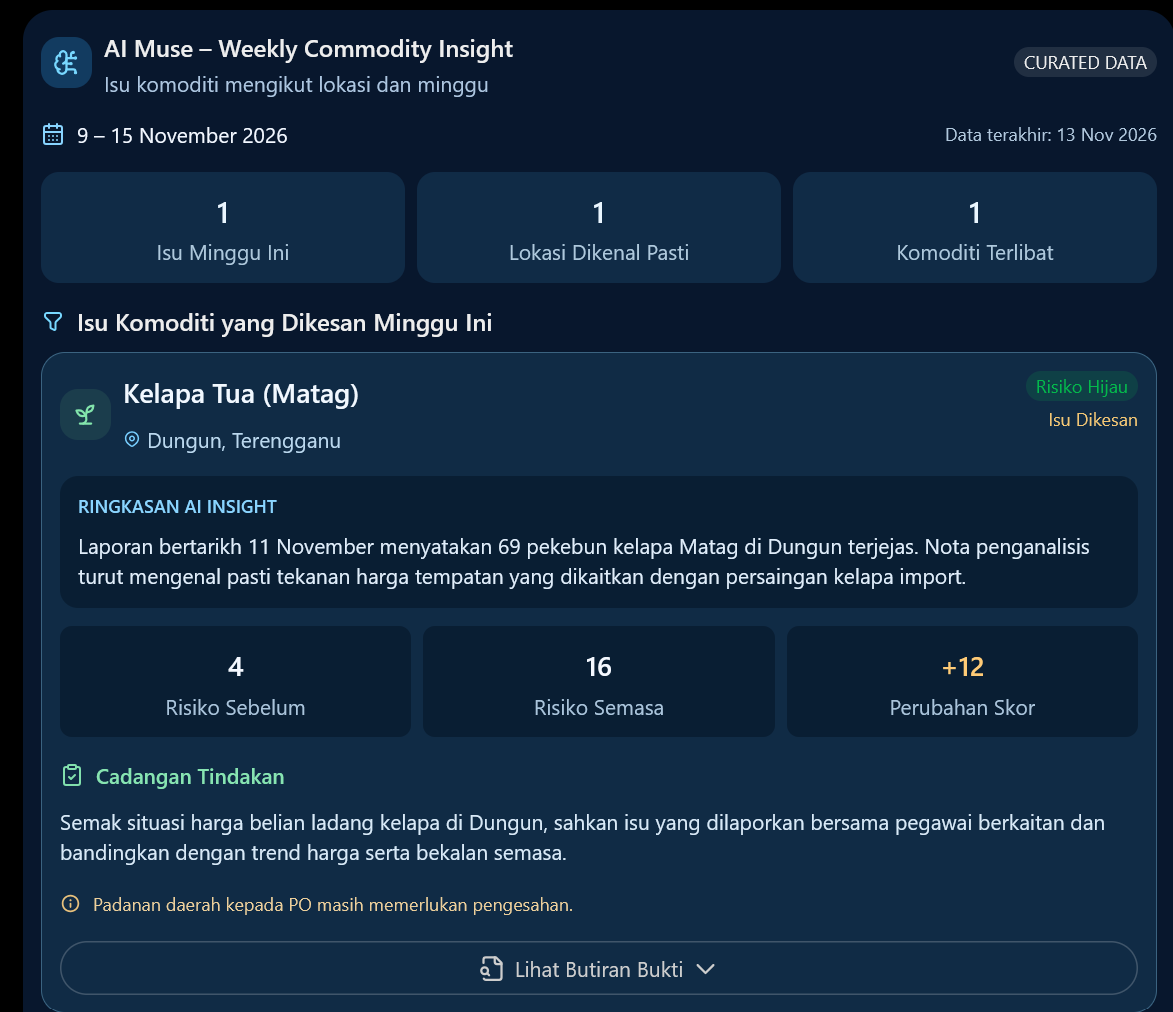 AI Muse – Weekly Commodity Insight
Isu komoditi mengikut lokasi dan minggu
CURATED DATA
9 – 15 November 2026
Data terakhir: 13 Nov 2026
1
Isu Minggu Ini
1
Lokasi Dikenal Pasti
1
Komoditi Terlibat
Isu Komoditi yang Dikesan Minggu Ini
Kelapa Tua (Matag)
Dungun, Terengganu
Risiko Hijau
Isu Dikesan
RINGKASAN AI INSIGHT
Laporan bertarikh 11 November menyatakan 69 pekebun kelapa Matag di Dungun terjejas. Nota penganalisis
turut mengenal pasti tekanan harga tempatan yang dikaitkan dengan persaingan kelapa import.
4
Risiko Sebelum
16
Risiko Semasa
+12
Perubahan Skor
Cadangan Tindakan
Semak situasi harga belian ladang kelapa di Dungun, sahkan isu yang dilaporkan bersama pegawai berkaitan dan
bandingkan dengan trend harga serta bekalan semasa.
Padanan daerah kepada PO masih memerlukan pengesahan.
Lihat Butiran Bukti